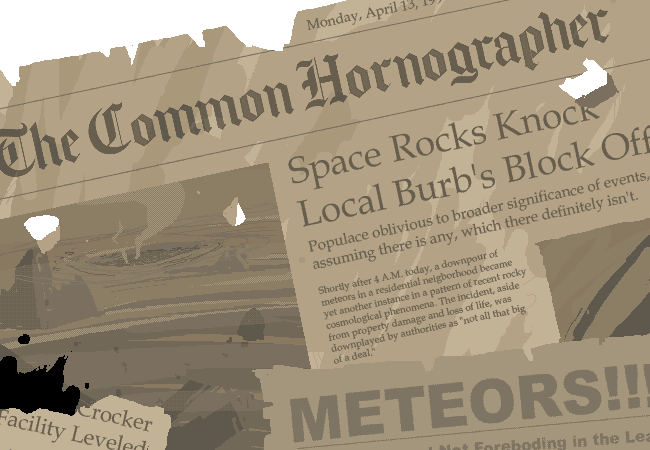 Monday, April 13, 19
The Common Hornographer
Space Rocks Knock
Local Burb's Block Off
Populace oblivious to broader significance of events,
assuming there is any, which there definitely isn't.
Shortly after 4 A.M. today, a downpour of
meteors in a residential neigborhood became
yet another instance in a pattern of recent rocky
cosmological phenomena. The incident, aside
from property damage and loss of life, was
downplayed by authorities as "not all that big
of a deal."
METEORS!!!
Not Foreboding in the Lea
Crocker
Facility Leveled